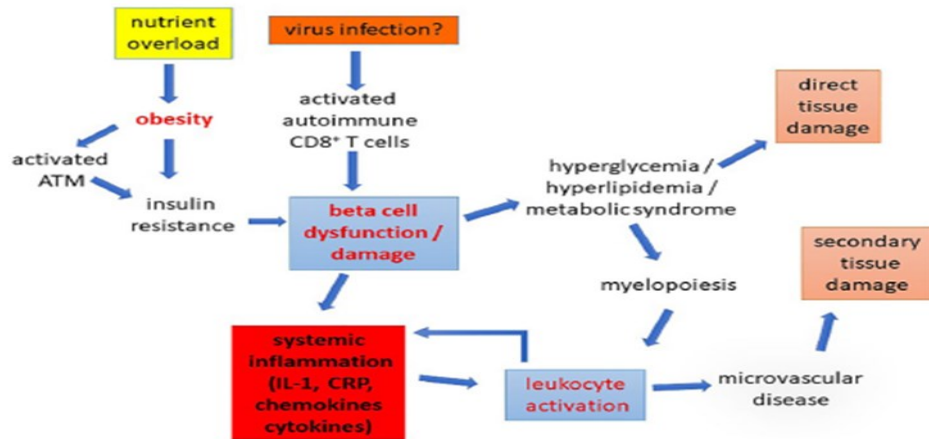 nutrient
overload
virus infection?
obesity
activated
autoimmune
CD8⁺ T cells
direct
tissue
damage
activated
ATM
insulin
resistance
beta cell
dysfunction /
damage
hyperglycemia /
hyperlipidemia /
metabolic syndrome
secondary
tissue
damage
myelopoiesis
systemic
inflammation
(IL-1, CRP,
chemokines
cytokines)
leukocyte
activation
microvascular
disease